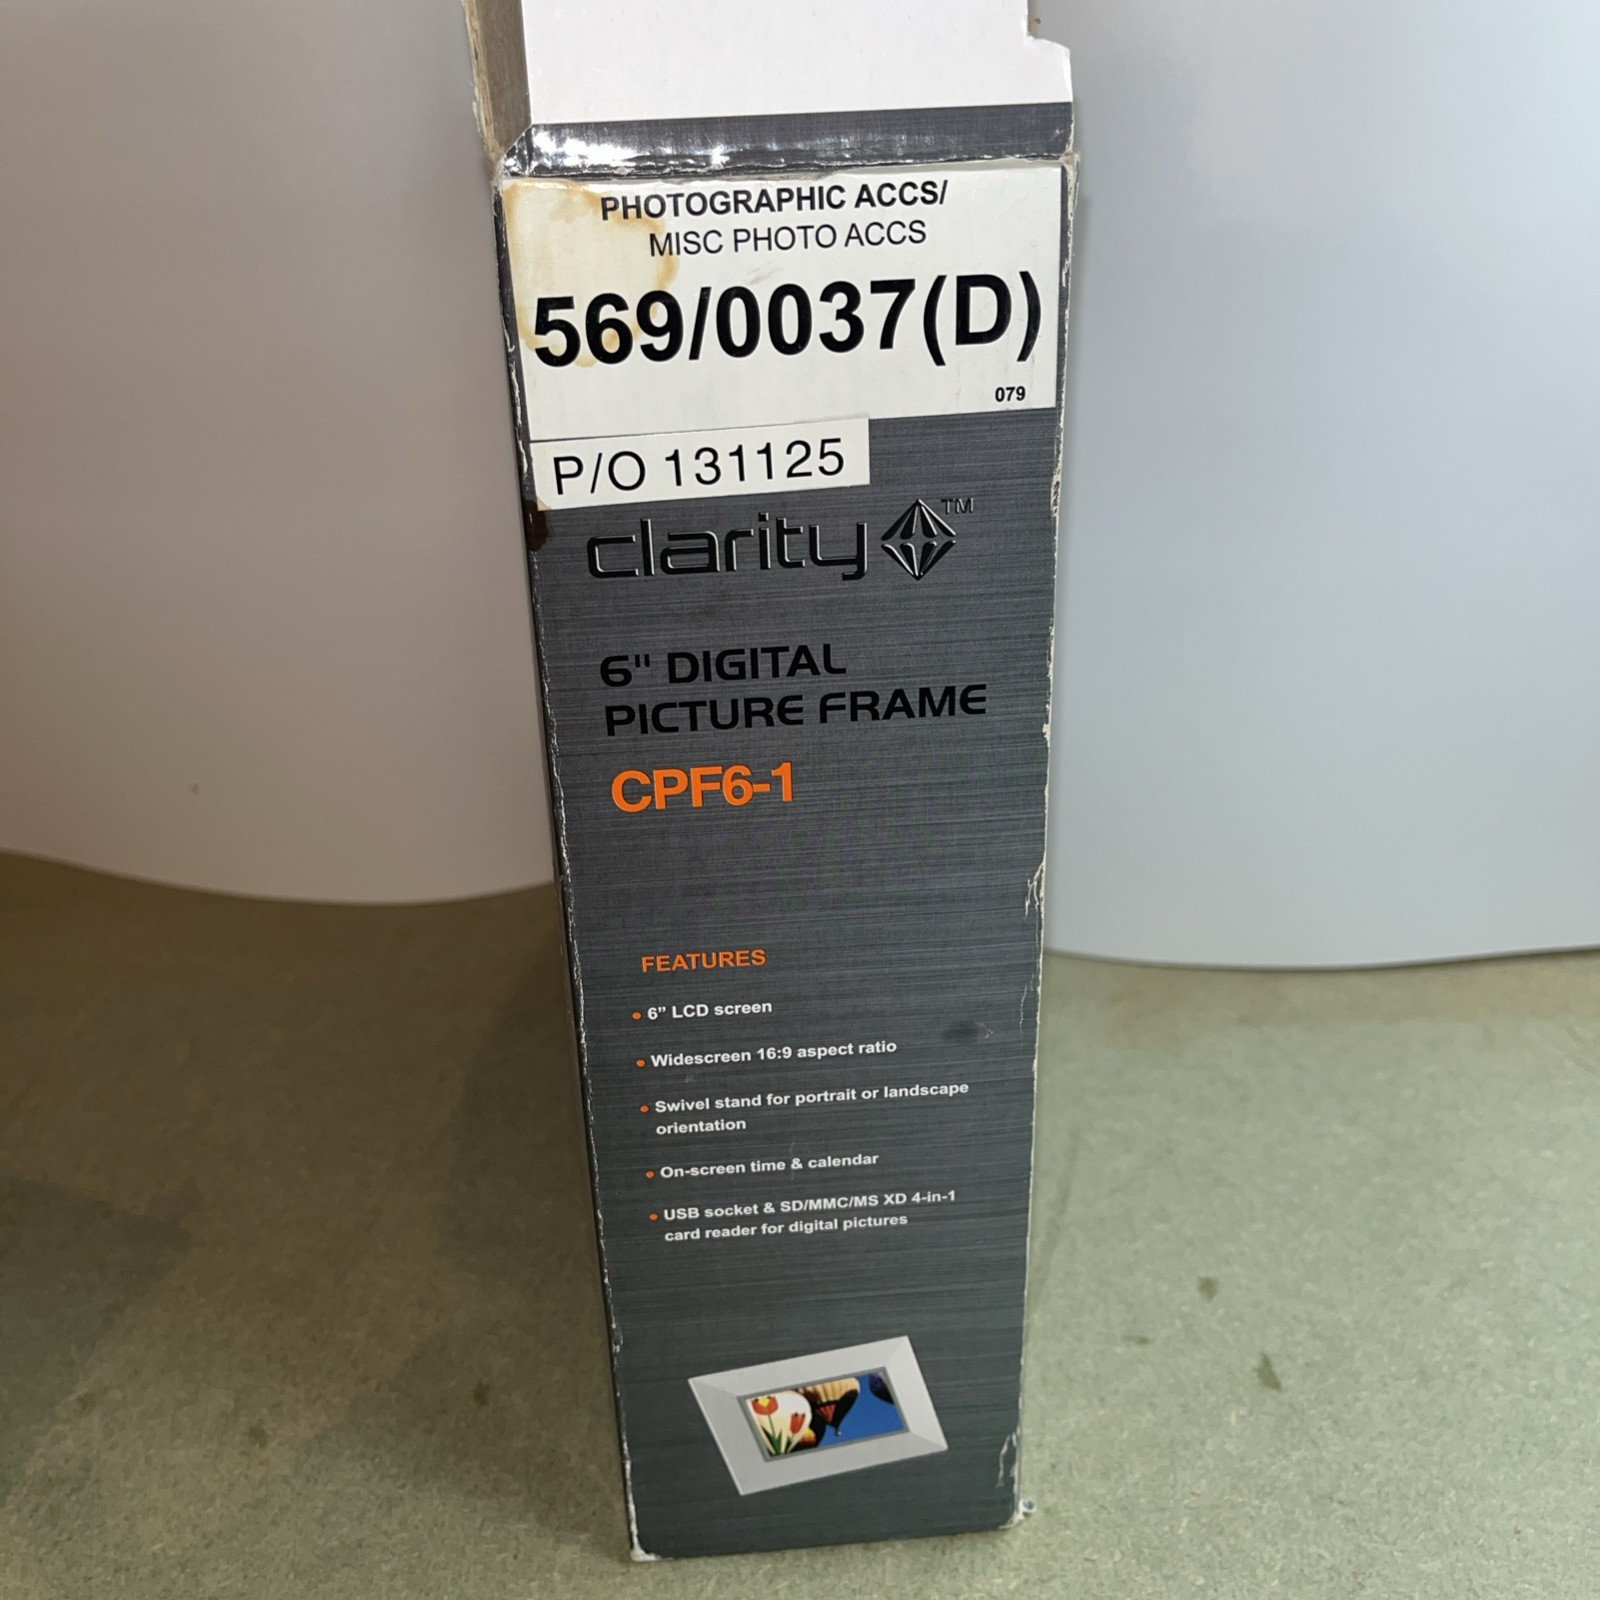 PHOTOGRAPHIC ACCS/
MISC PHOTO ACCS
569/0037(D)
079
P/O 131125
clarity TM
6" DIGITAL
PICTURE FRAME
CPF6-1
FEATURES
• 6” LCD screen
• Widescreen 16:9 aspect ratio
• Swivel stand for portrait or landscape
orientation
• On-screen time & calendar
• USB socket & SD/MMC/MS XD 4-in-1
card reader for digital pictures